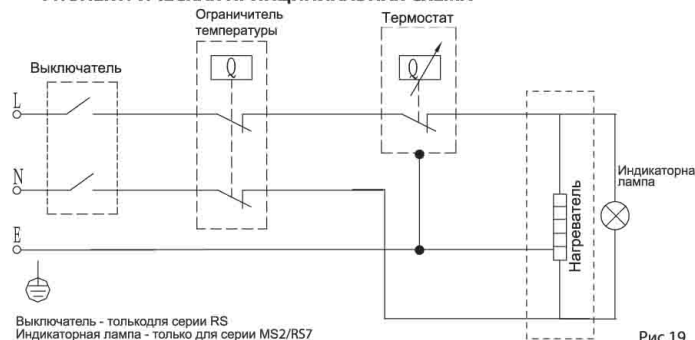 Ограничитель
температуры
Термостат
Выключатель
Q
Q
L
N
E
Индикаторна
лампа
Нагреватель
Выключатель - толькодля серии RS
Индикаторная лампа - только для серии MS2/RS7
Рис.19